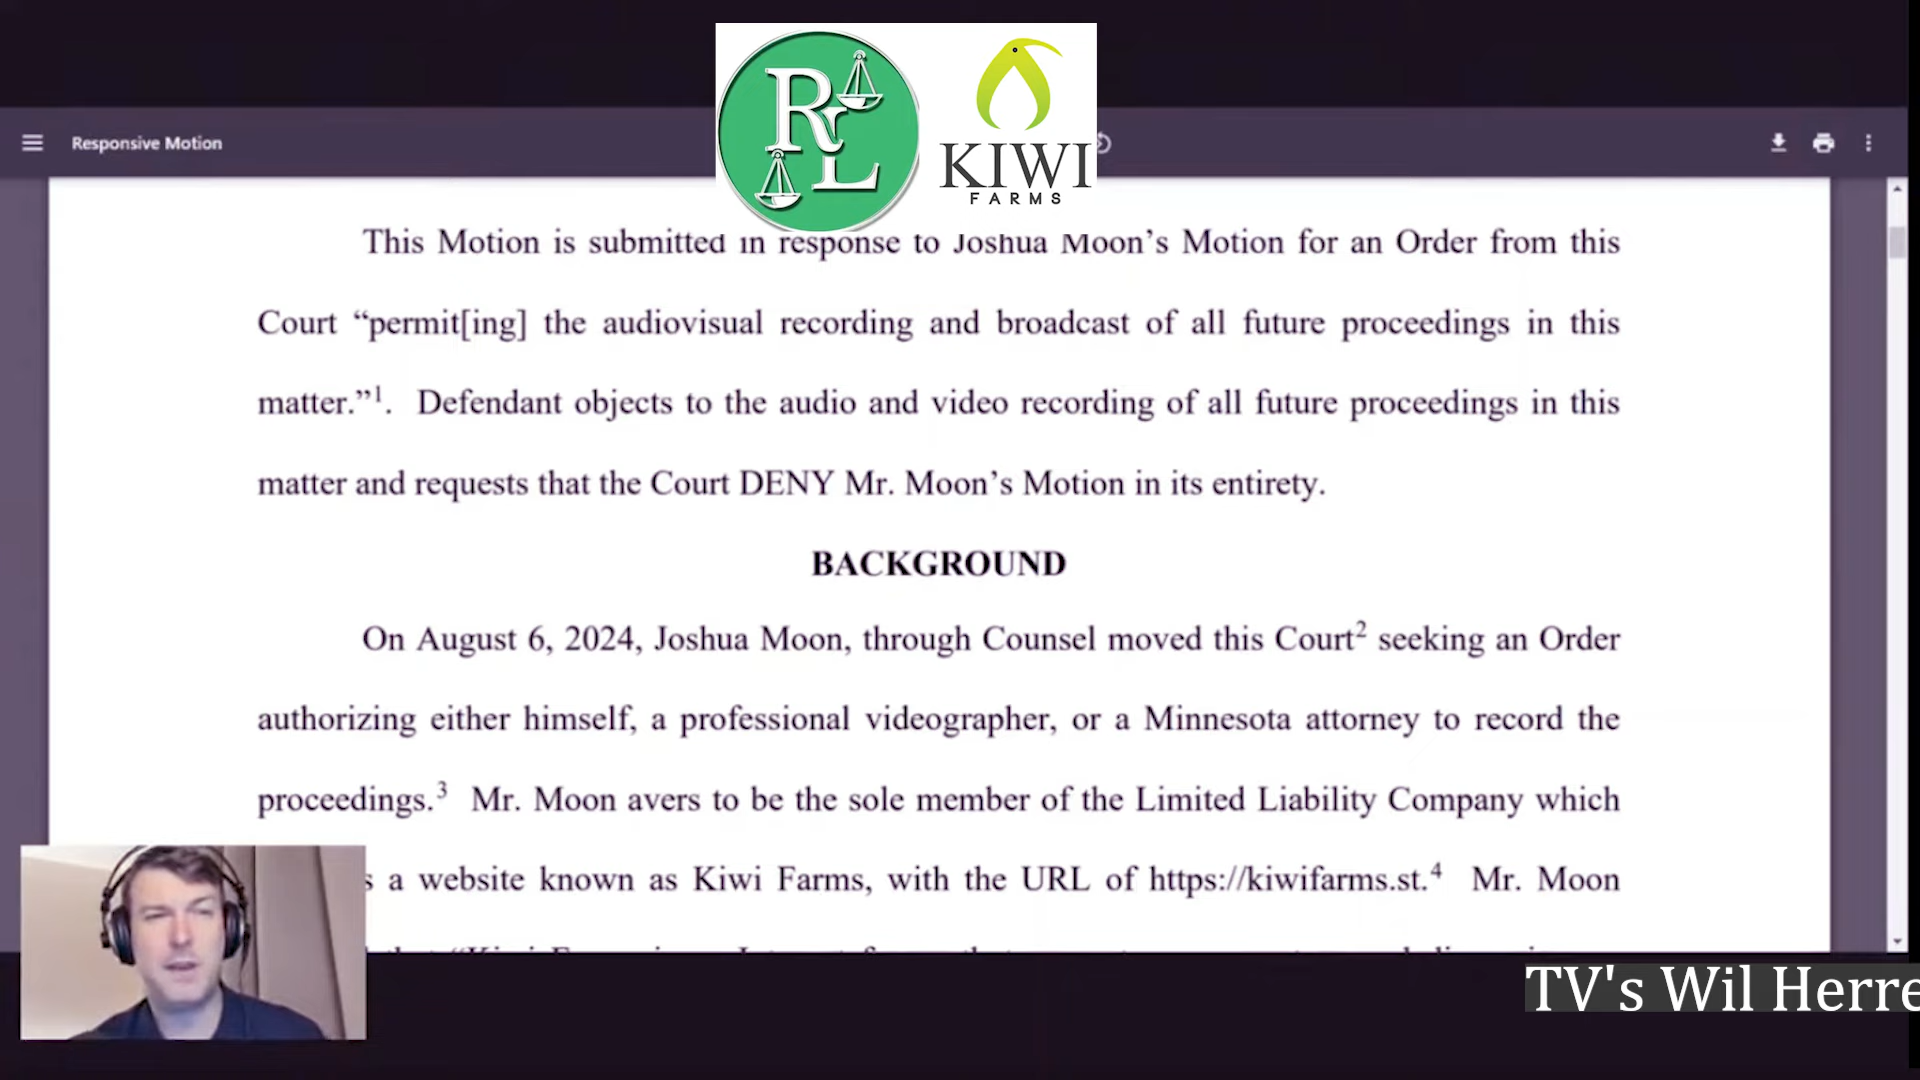 RL
KIWI
FARMS
Responsive Motion
This Motion is submitted in response to Joshua Moon’s Motion for an Order from this
Court “permit[ing] the audiovisual recording and broadcast of all future proceedings in this
matter.”1. Defendant objects to the audio and video recording of all future proceedings in this
matter and requests that the Court DENY Mr. Moon’s Motion in its entirety.
BACKGROUND
On August 6, 2024, Joshua Moon, through Counsel moved this Court2 seeking an Order
authorizing either himself, a professional videographer, or a Minnesota attorney to record the
proceedings.3 Mr. Moon avers to be the sole member of the Limited Liability Company which
a website known as Kiwi Farms, with the URL of https://kiwifarms.st.4 Mr. Moon
TV's Wil Herre